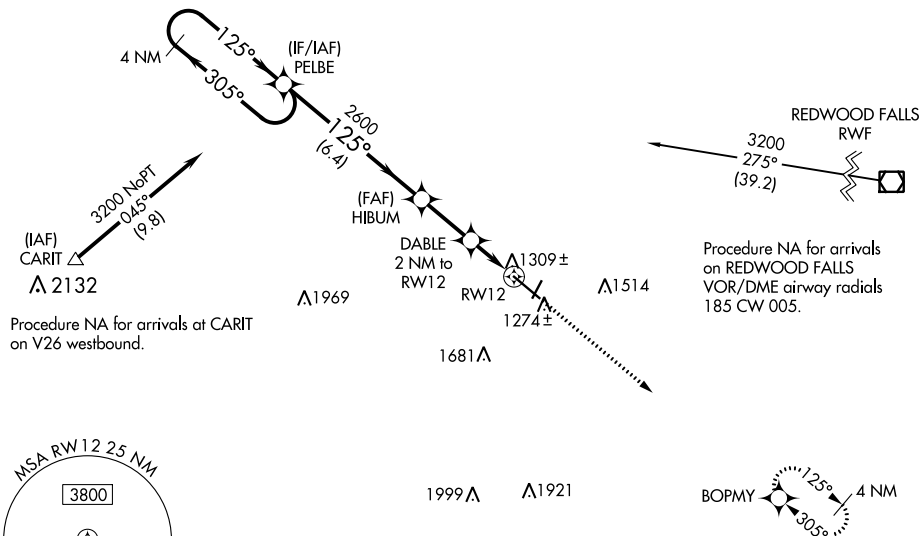 4 NM
125°
305°
(IF/IAF)
PELBE
2600
125°
(6.4)
REDWOOD FALLS
RWF
3200
275°
(39.2)
3200 NoPT
045°
(9.8)
(IAF)
CARIT
2132
(FAF)
HIBUM
DABLE
2 NM to
RW12
RW12
1309±
1274±
1514
1969
1681
Procedure NA for arrivals at CARIT
on V26 westbound.
Procedure NA for arrivals
on REDWOOD FALLS
VOR/DME airway radials
185 CW 005.
MSA RW12 25 NM
3800
1999
1921
BOPMY
125°
4 NM
305°